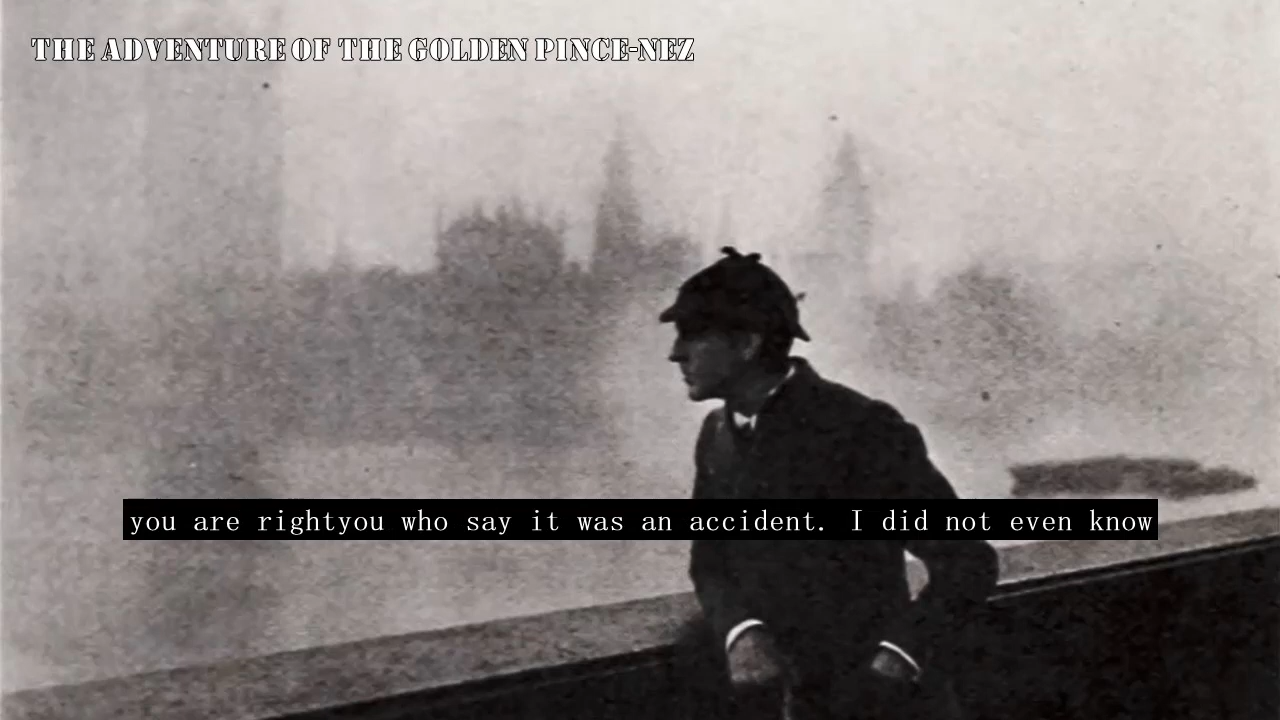 THE ADVENTURE OF THE GOLDEN PINCE-NEZ
you are rightyou who say it was an accident. I did not even know